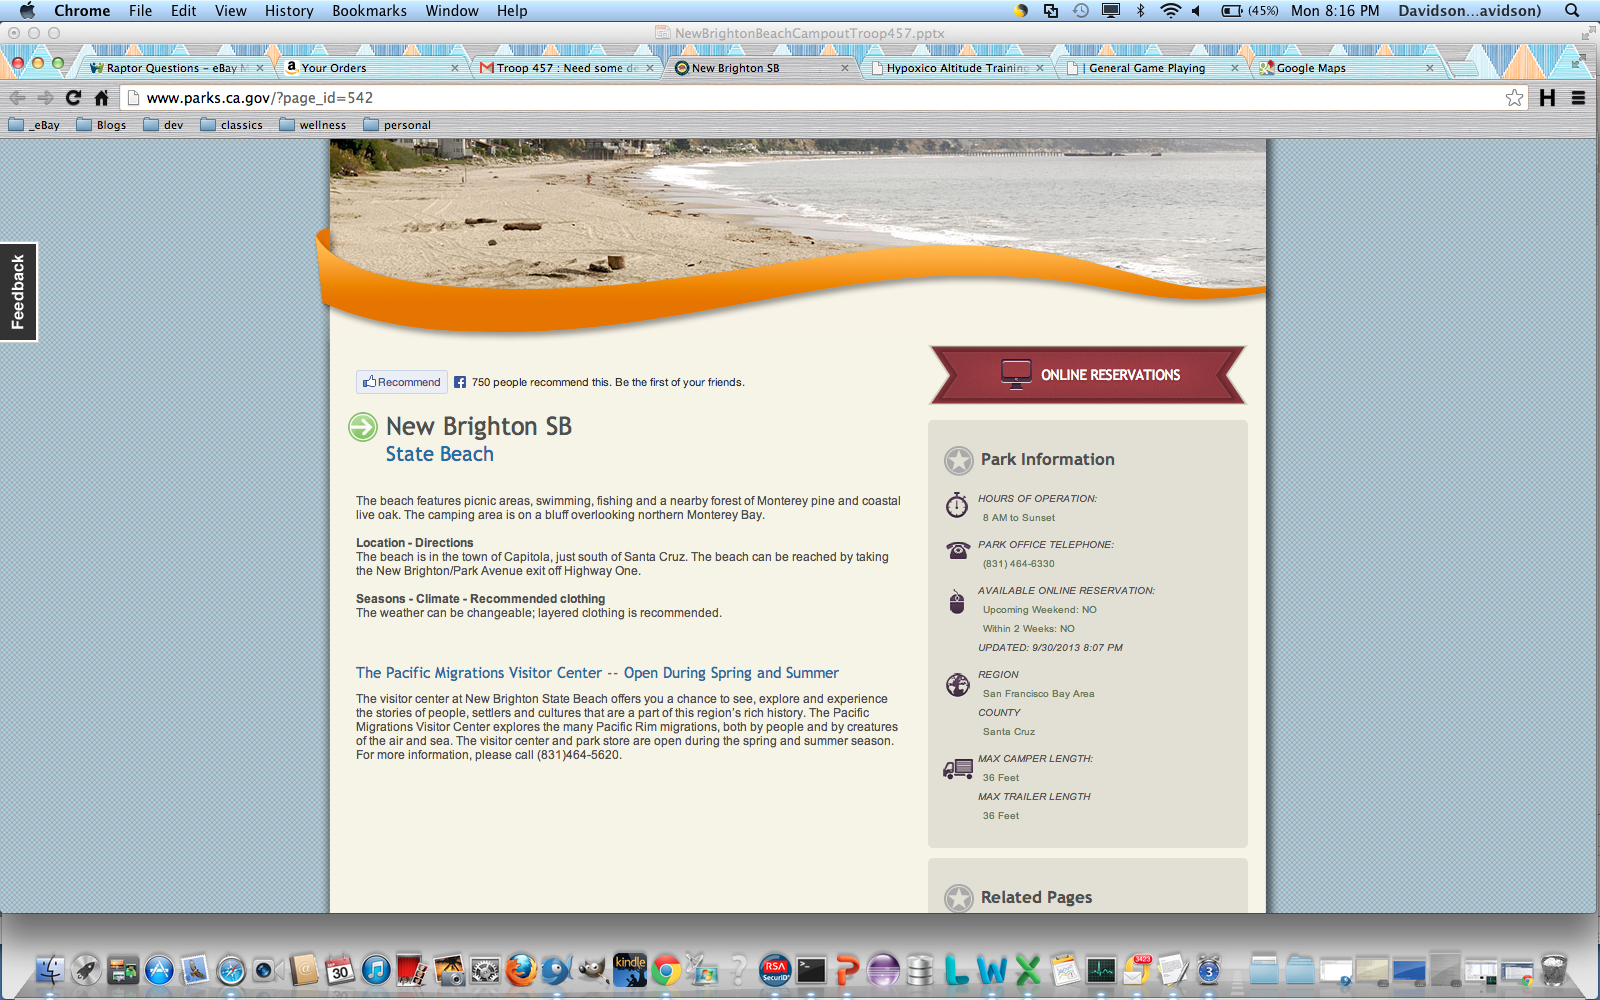 Chrome File Edit View History Bookmarks Window Help (45%) Mon 8:16 PM Davidson...avidson)
NewBrightonBeachCampoutTroop457.pptx
Raptor Questions – eBay M Your Orders Troop 457 : Need some de New Brighton SB Hypoxico Altitude Training | General Game Playing Google Maps
www.parks.ca.gov/?page_id=542 H
_eBay Blogs dev classics wellness personal
Feedback
ONLINE RESERVATIONS
Recommend 750 people recommend this. Be the first of your friends.
New Brighton SB
State Beach
The beach features picnic areas, swimming, fishing and a nearby forest of Monterey pine and coastal
live oak. The camping area is on a bluff overlooking northern Monterey Bay.
Location - Directions
The beach is in the town of Capitola, just south of Santa Cruz. The beach can be reached by taking
the New Brighton/Park Avenue exit off Highway One.
Seasons - Climate - Recommended clothing
The weather can be changeable; layered clothing is recommended.
The Pacific Migrations Visitor Center -- Open During Spring and Summer
The visitor center at New Brighton State Beach offers you a chance to see, explore and experience
the stories of people, settlers and cultures that are a part of this region's rich history. The Pacific
Migrations Visitor Center explores the many Pacific Rim migrations, both by people and by creatures
of the air and sea. The visitor center and park store are open during the spring and summer season.
For more information, please call (831)464-5620.
Park Information
HOURS OF OPERATION:
8 AM to Sunset
PARK OFFICE TELEPHONE:
(831) 464-6330
AVAILABLE ONLINE RESERVATION:
Upcoming Weekend: NO
Within 2 Weeks: NO
UPDATED: 9/30/2013 8:07 PM
REGION
San Francisco Bay Area
COUNTY
Santa Cruz
MAX CAMPER LENGTH:
36 Feet
MAX TRAILER LENGTH
36 Feet
Related Pages
SEP 30 kindle RSA SecurID 3423 3